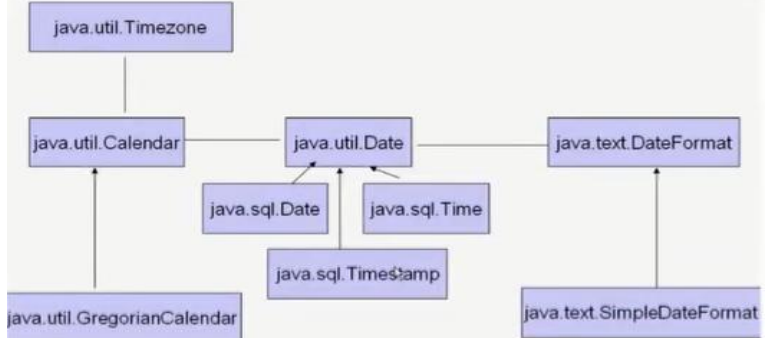 java.util.Timezone
java.util.Calendar
java.util.Date
java.text.DateFormat
java.sql.Date
java.sql.Time
java.sql.Timestamp
java.util.GregorianCalendar
java.text.SimpleDateFormat